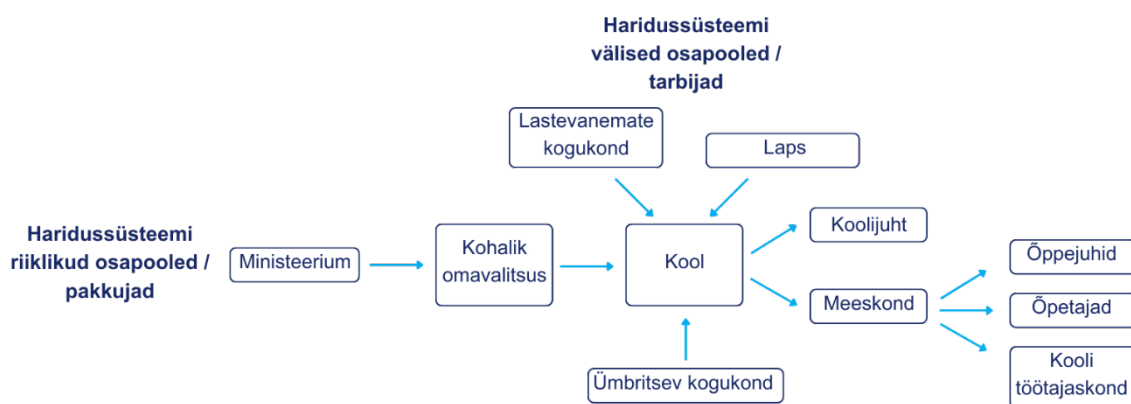 Haridussüsteemi
välised osapooled /
tarbijad
Lastevanemate
kogukond
Laps
Haridussüsteemi
riiklikud osapooled /
pakkujad
Ministeerium
Kohalik
omavalitsus
Kool
Koolijuht
Meeskond
Õppejuhid
Õpetajad
Kooli
töötajaskond
Ümbritsev kogukond